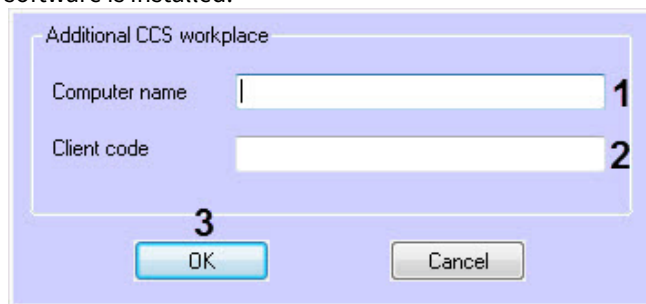 software is installed.
Additional CCS workplace
Computer name 1
Client code 2
3
OK Cancel